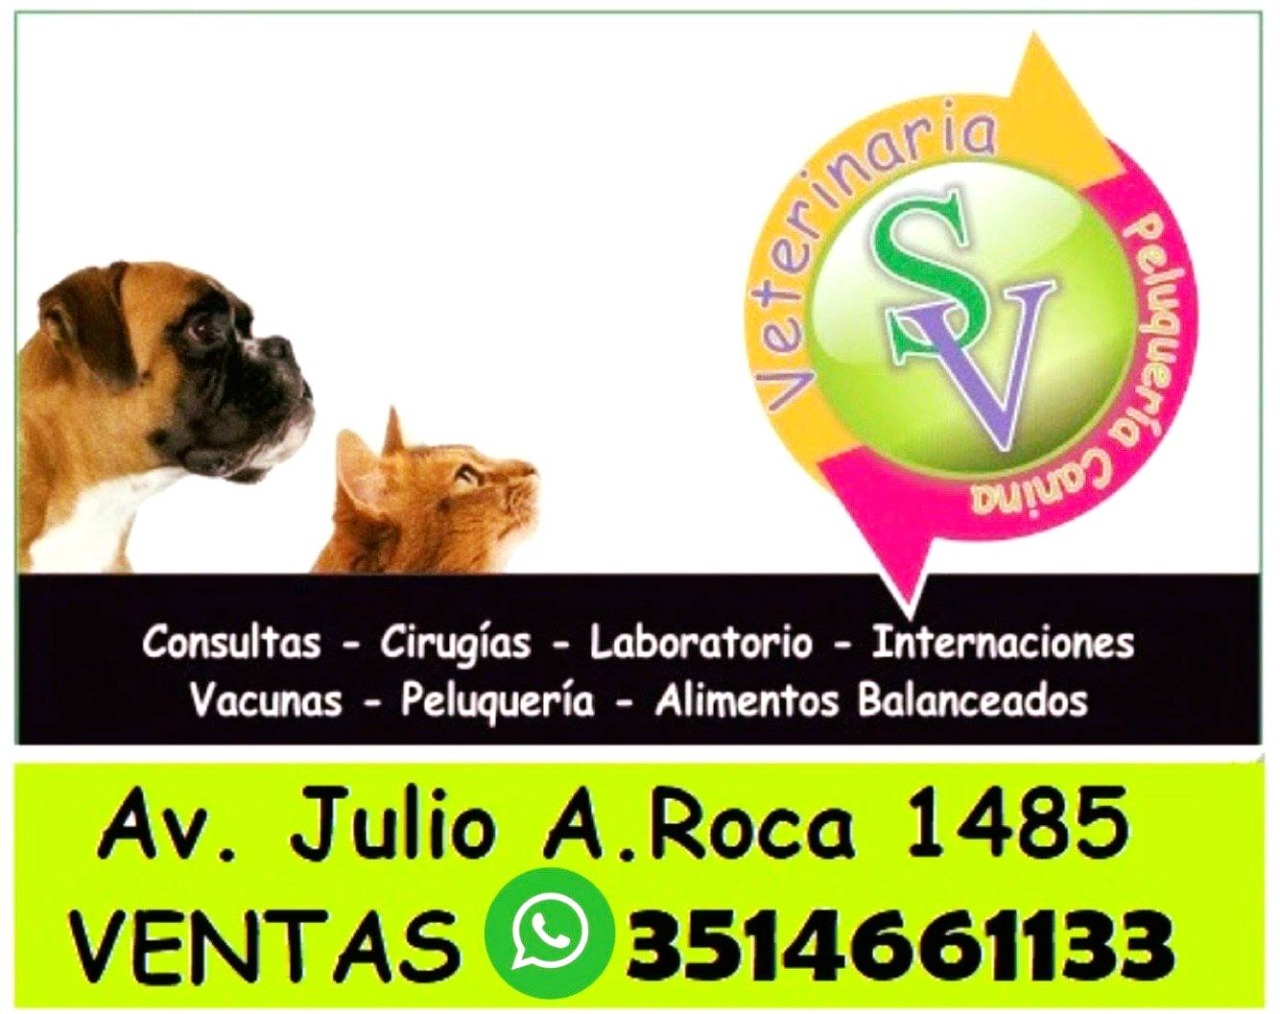 Veterinaria
SV
Peluquería Canina
Consultas - Cirugías - Laboratorio - Internaciones
Vacunas - Peluquería - Alimentos Balanceados
Av. Julio A.Roca 1485
VENTAS 3514661133